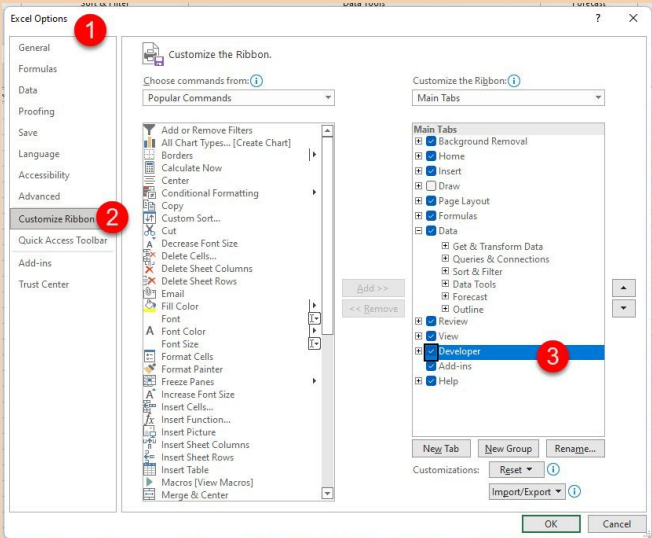 Sort & Filter
Data Tools
Forecast
Excel Options
1
?
General
Formulas
Data
Proofing
Save
Language
Accessibility
Advanced
Customize Ribbon
2
Quick Access Toolbar
Add-ins
Trust Center
Customize the Ribbon.
Choose commands from:
Popular Commands
Add or Remove Filters
All Chart Types... [Create Chart]
Borders
Calculate Now
Center
Conditional Formatting
Copy
Custom Sort...
Cut
Decrease Font Size
Delete Cells...
Delete Sheet Columns
Delete Sheet Rows
Email
Fill Color
Font
Font Color
Font Size
Format Cells
Format Painter
Freeze Panes
Increase Font Size
Insert Cells...
Insert Function...
Insert Picture
Insert Sheet Columns
Insert Sheet Rows
Insert Table
Macros [View Macros]
Merge & Center
Add >>
<< Remove
Customize the Ribbon:
Main Tabs
Main Tabs
Background Removal
Home
Insert
Draw
Page Layout
Formulas
Data
Get & Transform Data
Queries & Connections
Sort & Filter
Data Tools
Forecast
Outline
Review
View
Developer
3
Add-ins
Help
New Tab
New Group
Rename...
Customizations:
Reset
Import/Export
OK
Cancel